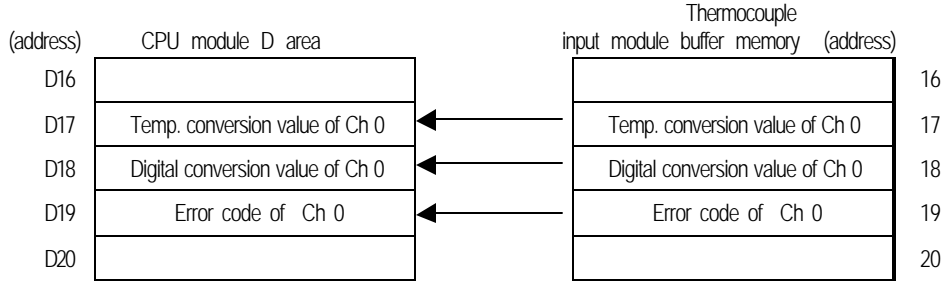 Thermocouple
(address) CPU module D area input module buffer memory (address)
D16 16
D17 Temp. conversion value of Ch 0 Temp. conversion value of Ch 0 17
D18 Digital conversion value of Ch 0 Digital conversion value of Ch 0 18
D19 Error code of Ch 0 Error code of Ch 0 19
D20 20